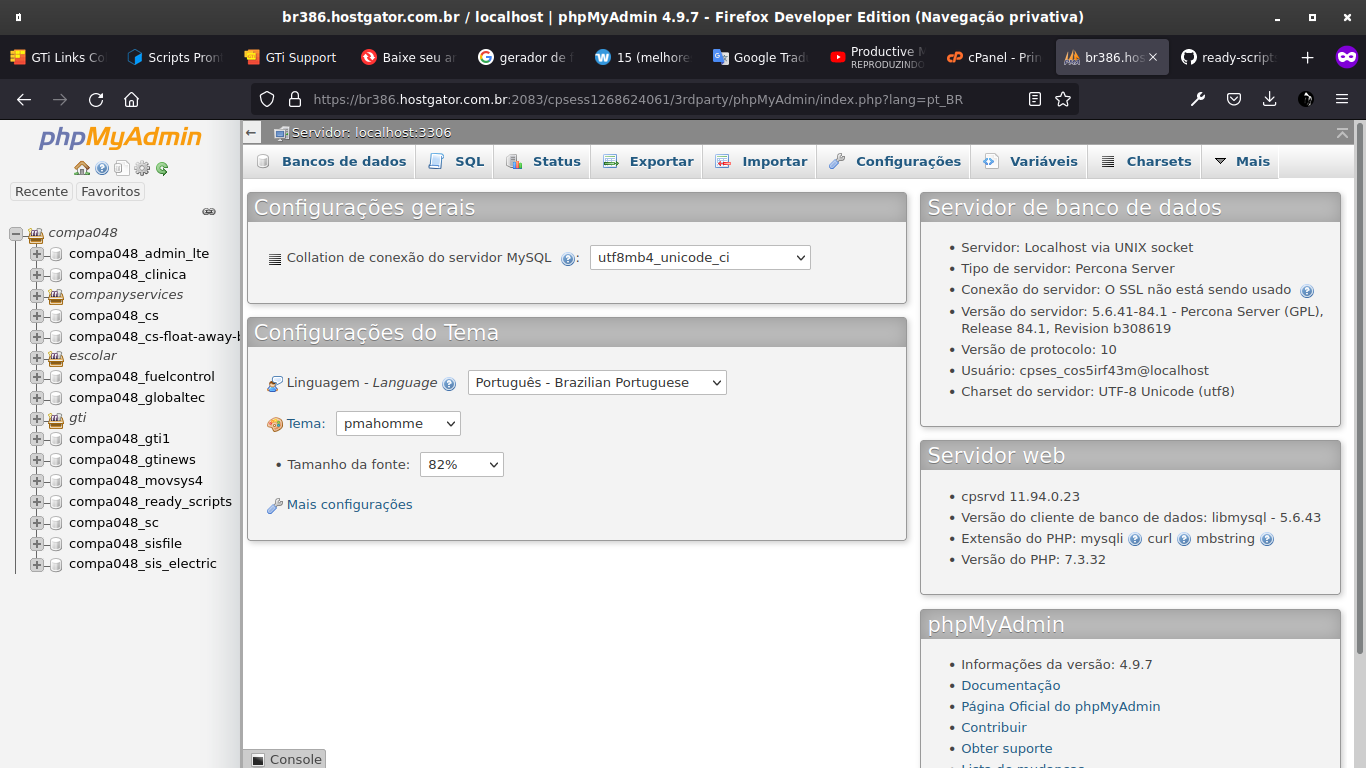 br386.hostgator.com.br / localhost | phpMyAdmin 4.9.7 - Firefox Developer Edition (Navegação privativa)
GTi Links Co
Scripts Pron
GTi Support
Baixe seu ar
gerador de f
15 (melhore
Google Trad
Productive M
REPRODUZINDO
cPanel - Prin
br386.hos
ready-script
https://br386.hostgator.com.br:2083/cpsess1268624061/3rdparty/phpMyAdmin/index.php?lang=pt_BR
phpMyAdmin
Recente
Favoritos
compa048
compa048_admin_lte
compa048_clinica
companyservices
compa048_cs
compa048_cs-float-away-b
escolar
compa048_fuelcontrol
compa048_globaltec
gti
compa048_gti1
compa048_gtinews
compa048_movsys4
compa048_ready_scripts
compa048_sc
compa048_sisfile
compa048_sis_electric
Servidor: localhost:3306
Bancos de dados
SQL
Status
Exportar
Importar
Configurações
Variáveis
Charsets
Mais
Configurações gerais
Collation de conexão do servidor MySQL :
utf8mb4_unicode_ci
Configurações do Tema
Linguagem - Language
Português - Brazilian Portuguese
Tema:
pmahomme
• Tamanho da fonte:
82%
Mais configurações
Console
Servidor de banco de dados
• Servidor: Localhost via UNIX socket
• Tipo de servidor: Percona Server
• Conexão do servidor: O SSL não está sendo usado
• Versão do servidor: 5.6.41-84.1 - Percona Server (GPL),
Release 84.1, Revision b308619
• Versão de protocolo: 10
• Usuário: cpses_cos5irf43m@localhost
• Charset do servidor: UTF-8 Unicode (utf8)
Servidor web
• cpsrvd 11.94.0.23
• Versão do cliente de banco de dados: libmysql - 5.6.43
• Extensão do PHP: mysqli curl mbstring
• Versão do PHP: 7.3.32
phpMyAdmin
• Informações da versão: 4.9.7
• Documentação
• Página Oficial do phpMyAdmin
• Contribuir
• Obter suporte
• Lista de mudanças